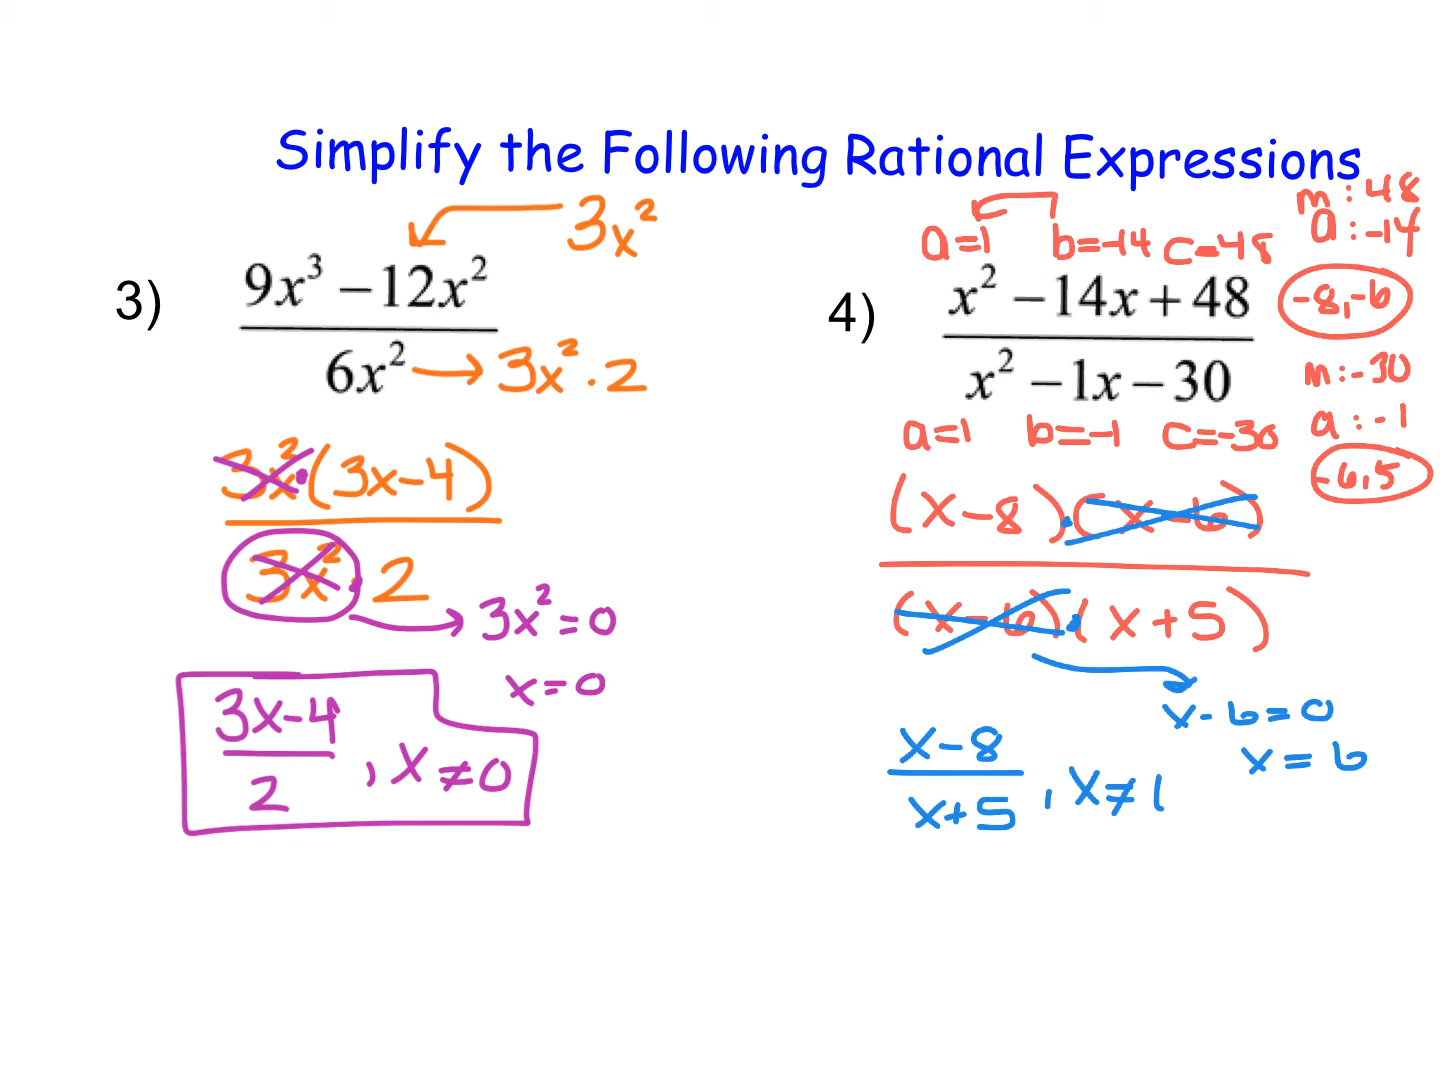 Simplify the Following Rational Expressions
3x²
3) 9x³ − 12x²
6x² → 3x² · 2
3x² · (3x − 4)
3x² · 2
3x² = 0
x = 0
3x − 4
2 , x ≠ 0
m : 48
a : −14
a = 1 b = −14 c = 48
4) x² − 14x + 48
x² − 1x − 30
−8, −6
m : −30
a : −1
−6, 5
a = 1 b = −1 c = −30
(x − 8) · (x − 6)
(x − 6) · (x + 5)
x − 6 = 0
x = 6
x − 8
x + 5 , x ≠ 1